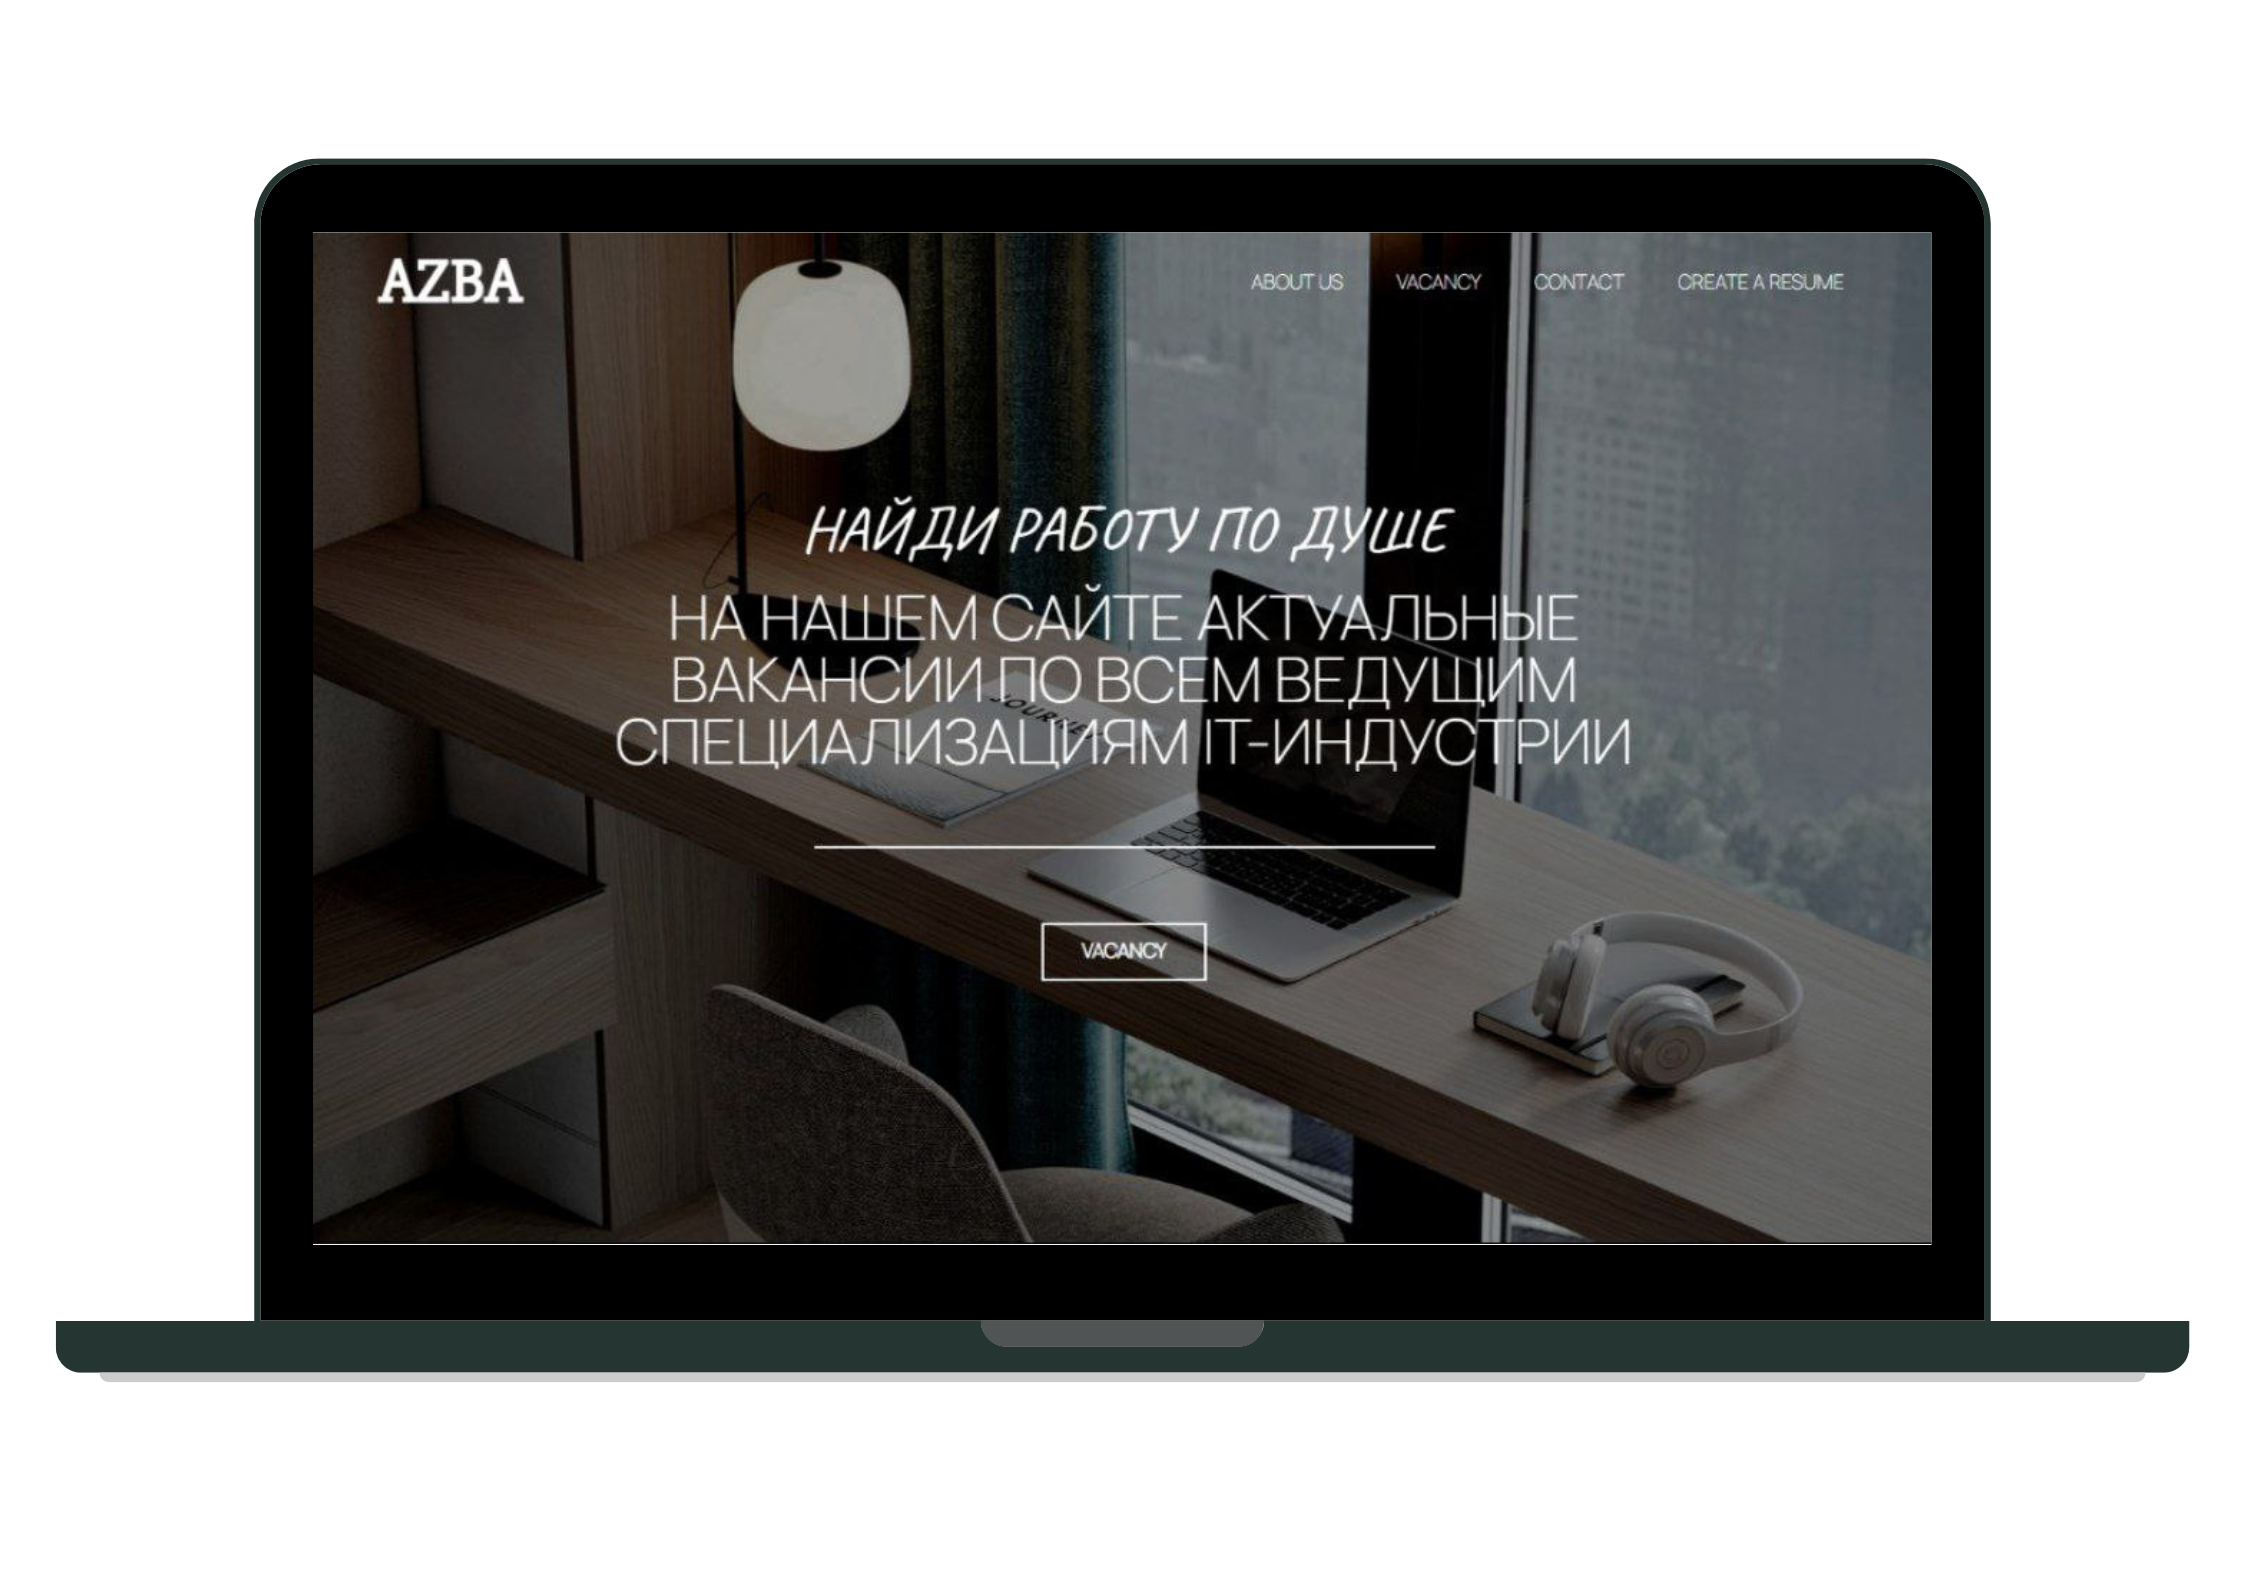 AZBA
ABOUT US VACANCY CONTACT CREATE A RESUME
НАЙДИ РАБОТУ ПО ДУШЕ
НА НАШЕМ САЙТЕ АКТУАЛЬНЫЕ
ВАКАНСИИ ПО ВСЕМ ВЕДУЩИМ
JOURNEY
СПЕЦИАЛИЗАЦИЯМ IT-ИНДУСТРИИ
VACANCY